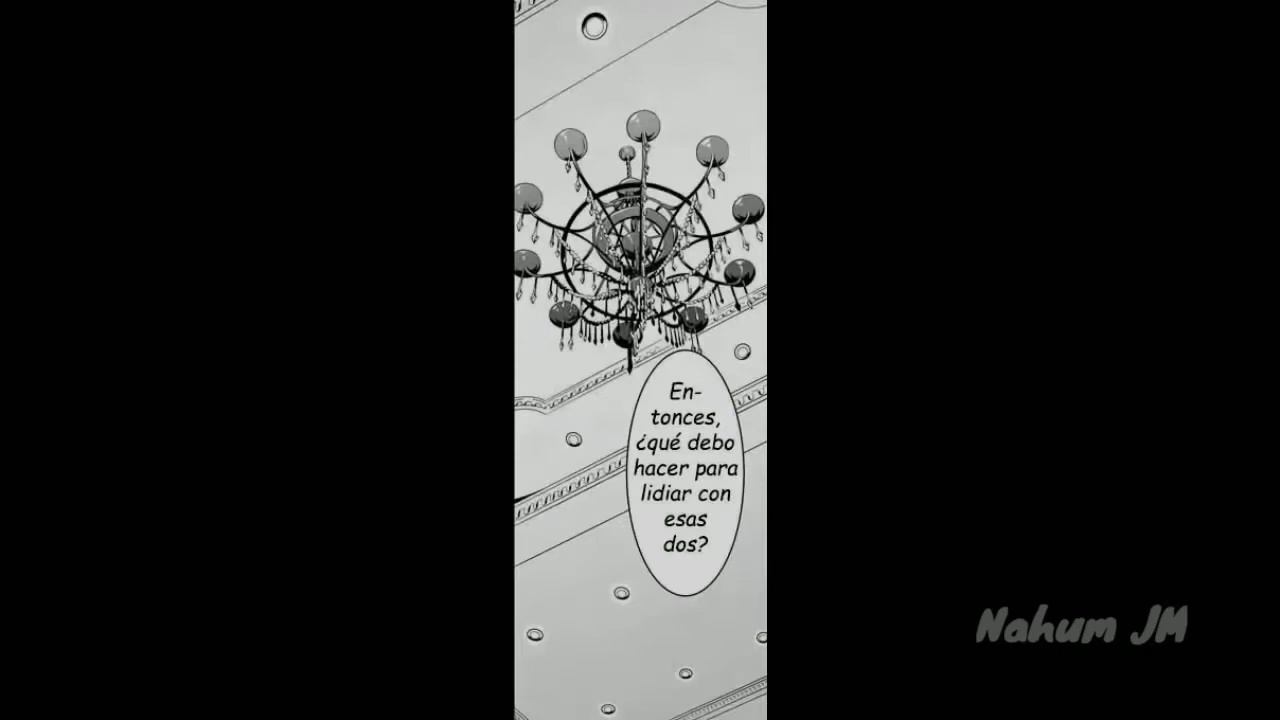 En-
tonces,
¿qué debo
hacer para
lidiar con
esas
dos?
Nahum JM